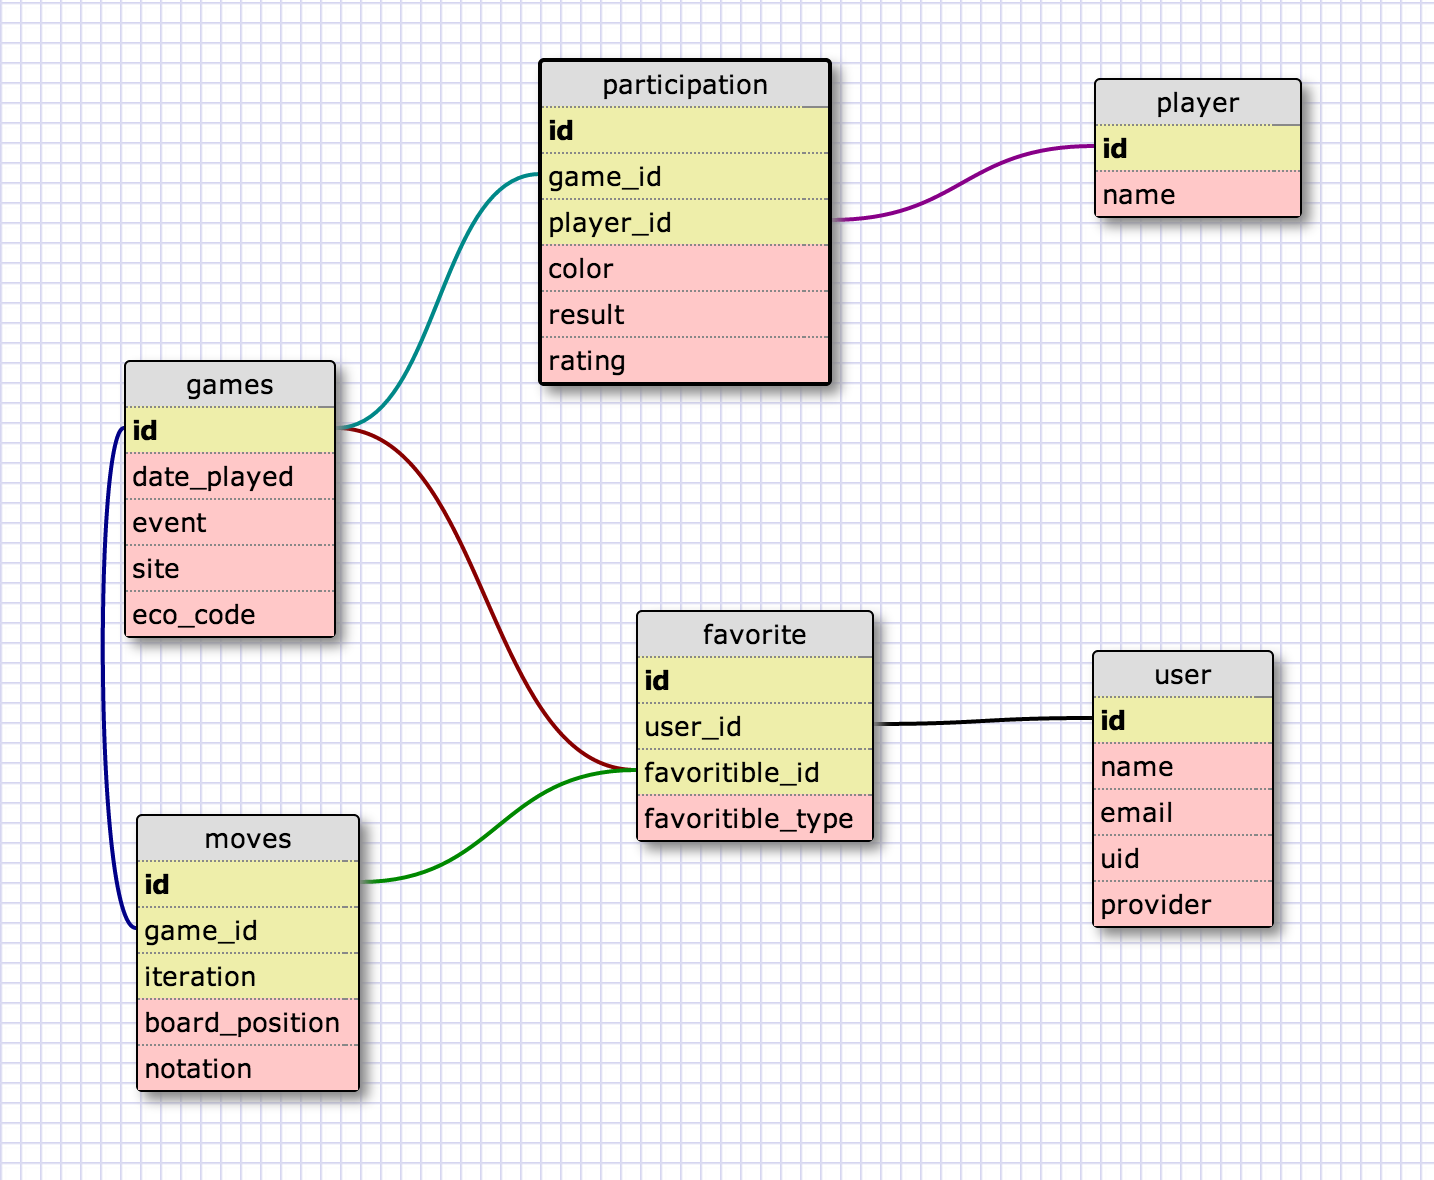 participation
id
game_id
player_id
color
result
rating
player
id
name
games
id
date_played
event
site
eco_code
favorite
id
user_id
favoritible_id
favoritible_type
user
id
name
email
uid
provider
moves
id
game_id
iteration
board_position
notation